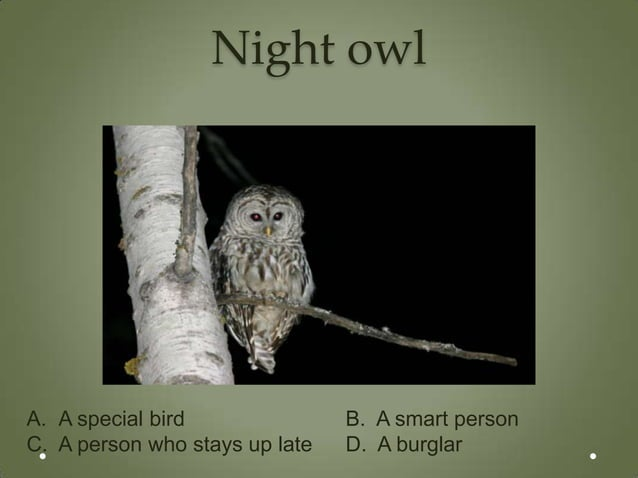 Night owl
A. A special bird B. A smart person
C. A person who stays up late D. A burglar